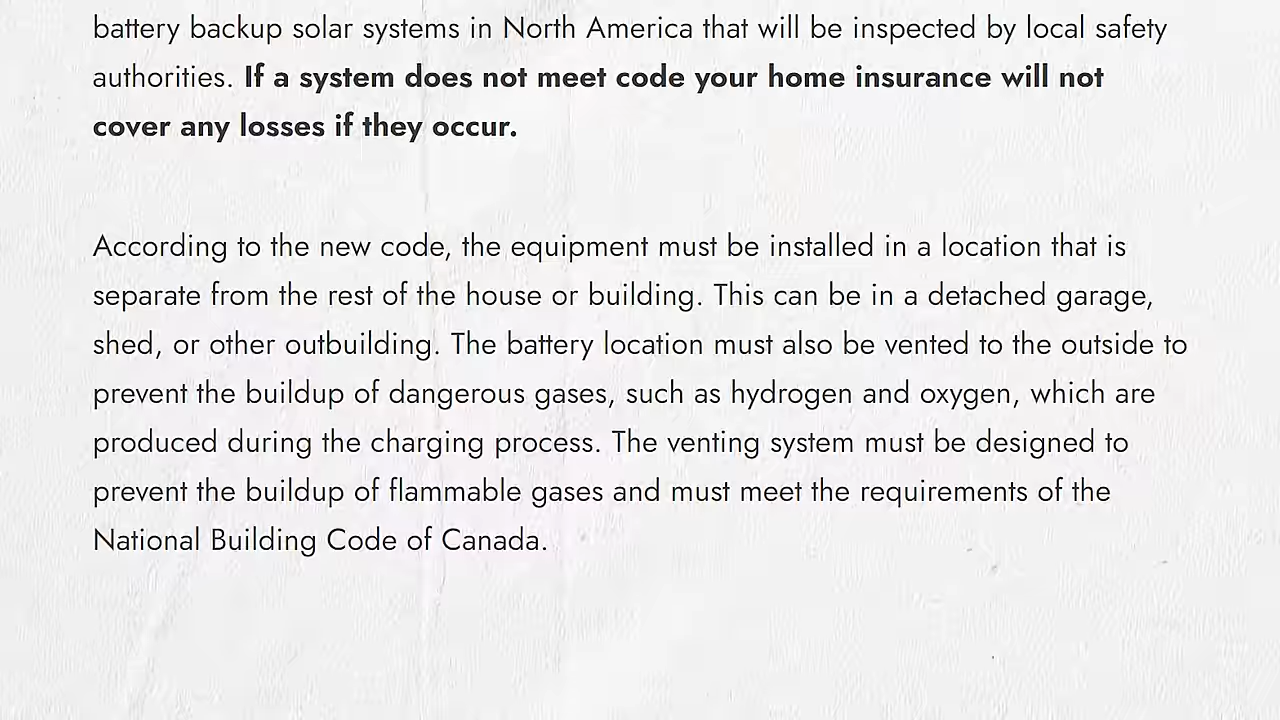 battery backup solar systems in North America that will be inspected by local safety
authorities. If a system does not meet code your home insurance will not
cover any losses if they occur.
According to the new code, the equipment must be installed in a location that is
separate from the rest of the house or building. This can be in a detached garage,
shed, or other outbuilding. The battery location must also be vented to the outside to
prevent the buildup of dangerous gases, such as hydrogen and oxygen, which are
produced during the charging process. The venting system must be designed to
prevent the buildup of flammable gases and must meet the requirements of the
National Building Code of Canada.